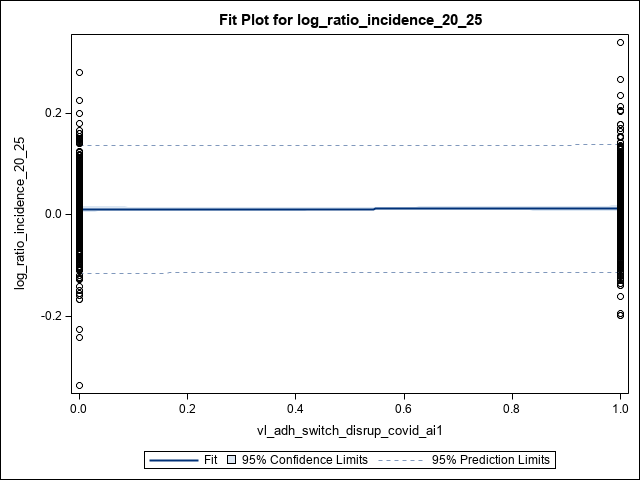 Fit Plot for log_ratio_incidence_20_25
log_ratio_incidence_20_25
0.2
0.0
-0.2
0.0 0.2 0.4 0.6 0.8 1.0
vl_adh_switch_disrup_covid_ai1
Fit 95% Confidence Limits 95% Prediction Limits